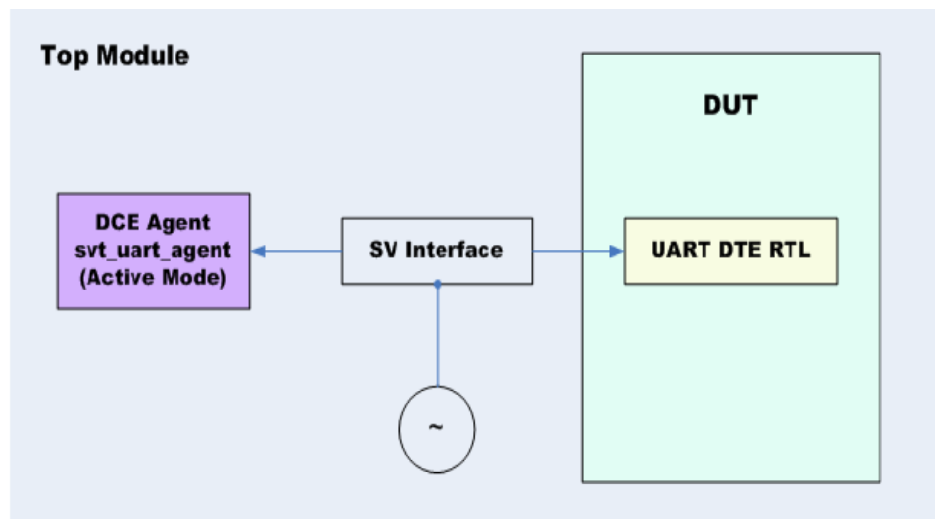 Top Module
DUT
DCE Agent
svt_uart_agent
(Active Mode)
SV Interface
UART DTE RTL
~